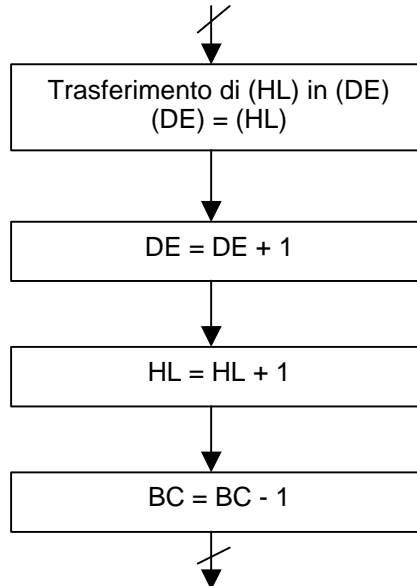 Trasferimento di (HL) in (DE)
(DE) = (HL)
DE = DE + 1
HL = HL + 1
BC = BC - 1